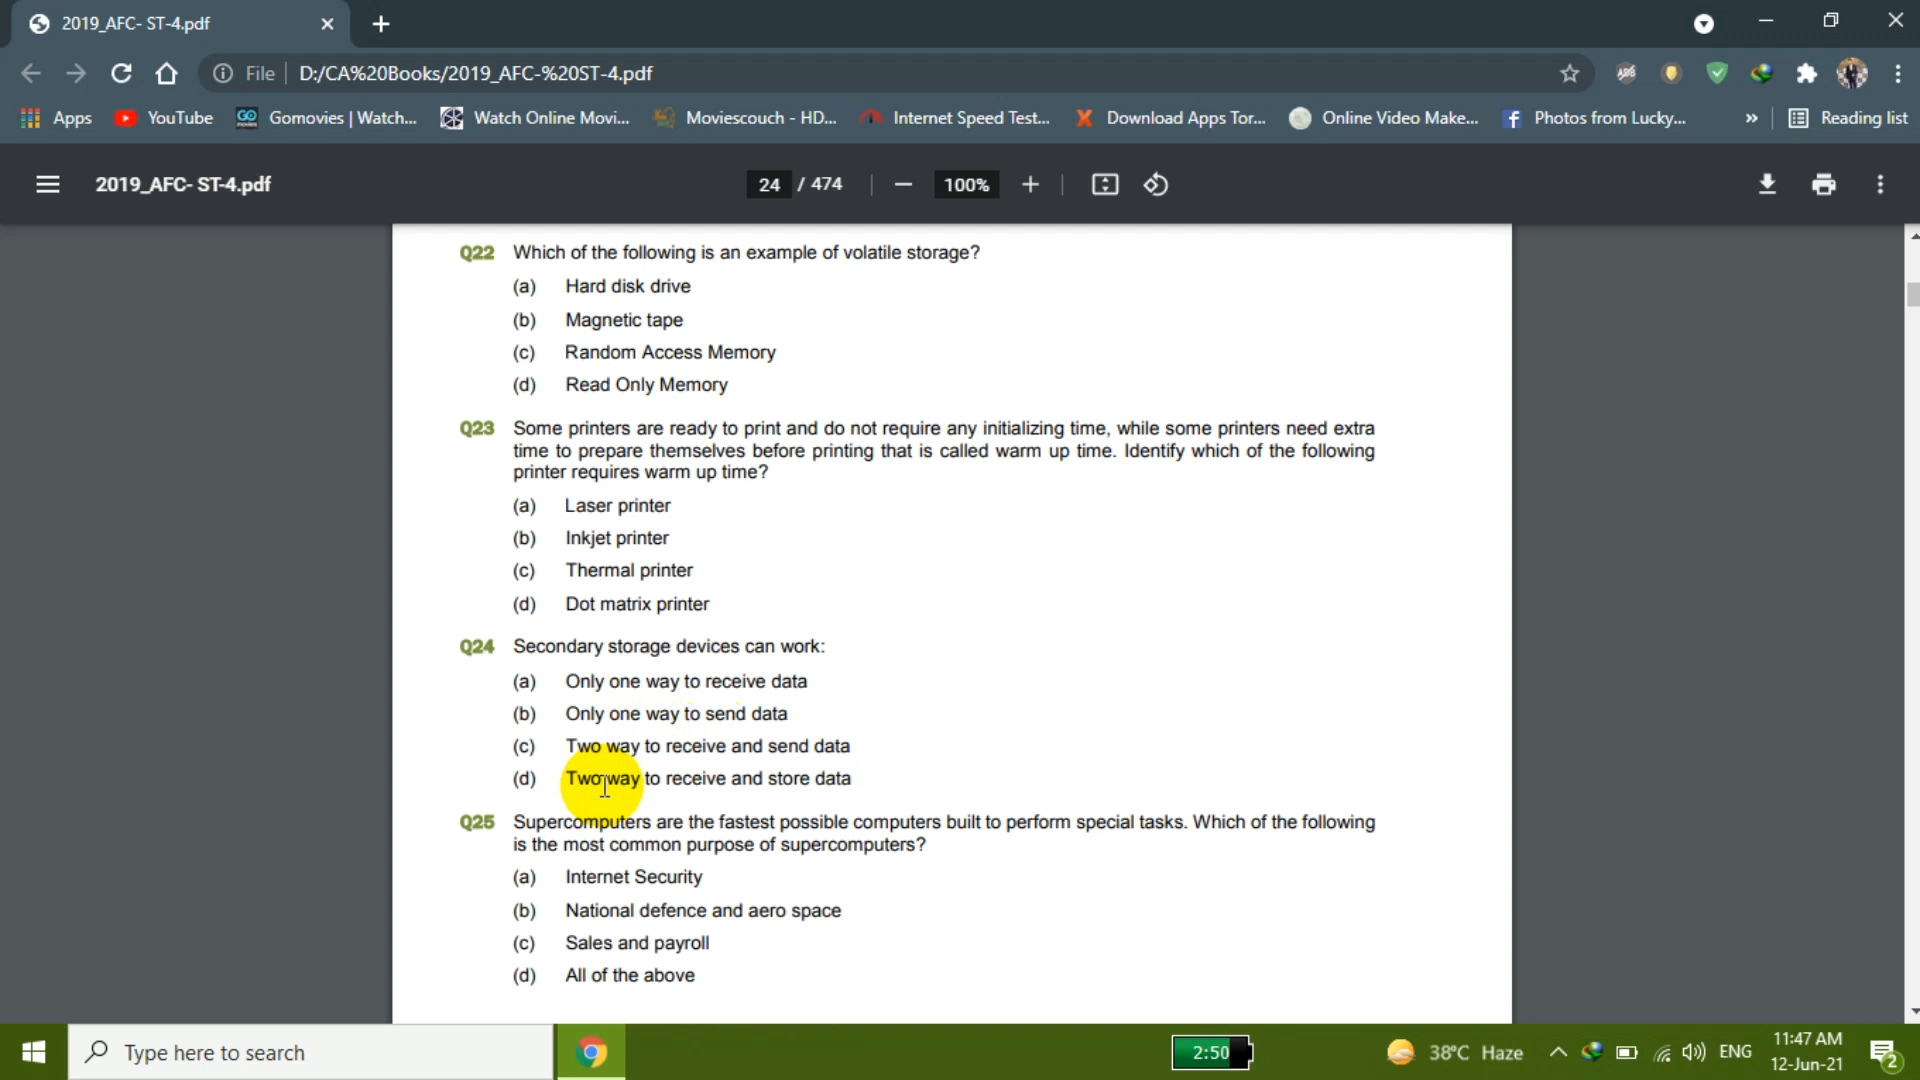 2019_AFC- ST-4.pdf
File D:/CA%20Books/2019_AFC-%20ST-4.pdf
Apps YouTube Gomovies | Watch... Watch Online Movi... Moviescouch - HD... Internet Speed Test... Download Apps Tor... Online Video Make... Photos from Lucky... » Reading list
2019_AFC- ST-4.pdf 24 / 474 100%
Q22 Which of the following is an example of volatile storage?
(a) Hard disk drive
(b) Magnetic tape
(c) Random Access Memory
(d) Read Only Memory
Q23 Some printers are ready to print and do not require any initializing time, while some printers need extra
time to prepare themselves before printing that is called warm up time. Identify which of the following
printer requires warm up time?
(a) Laser printer
(b) Inkjet printer
(c) Thermal printer
(d) Dot matrix printer
Q24 Secondary storage devices can work:
(a) Only one way to receive data
(b) Only one way to send data
(c) Two way to receive and send data
(d) Two way to receive and store data
Q25 Supercomputers are the fastest possible computers built to perform special tasks. Which of the following
is the most common purpose of supercomputers?
(a) Internet Security
(b) National defence and aero space
(c) Sales and payroll
(d) All of the above
Type here to search 2:50 38°C Haze ENG 11:47 AM
12-Jun-21 2